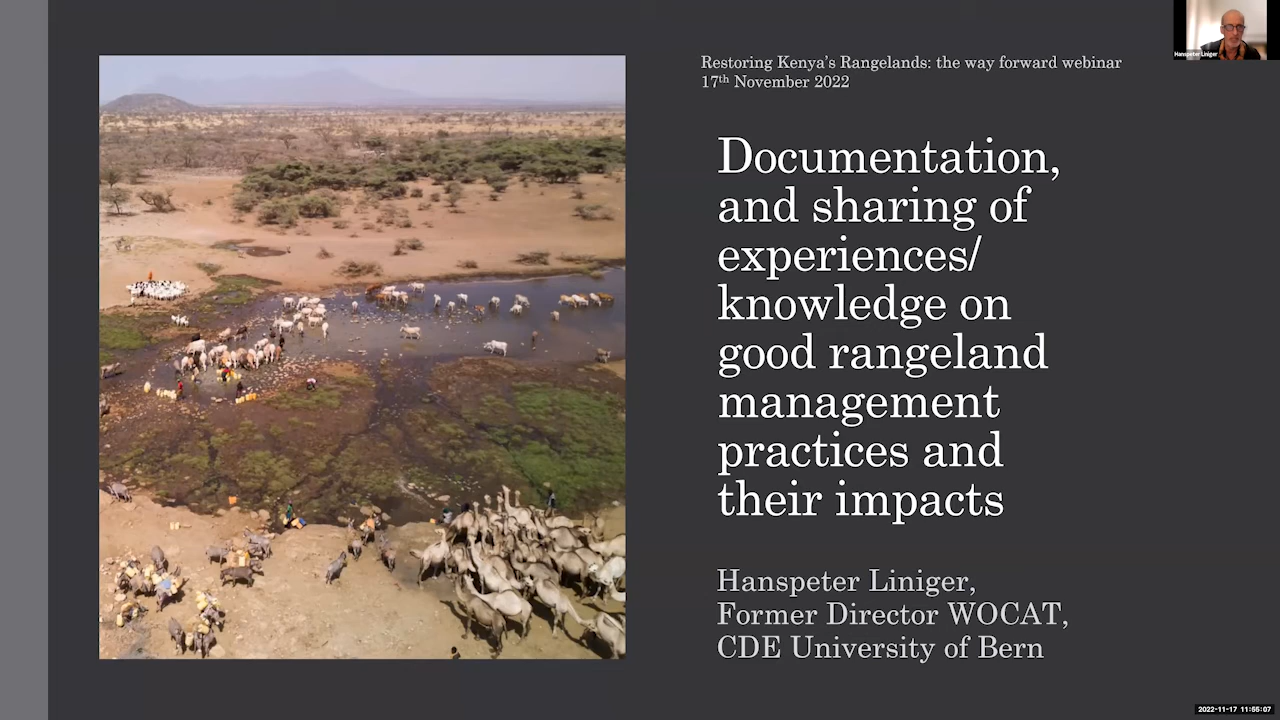 Hanspeter Liniger
Restoring Kenya's Rangelands: the way forward webinar
17th November 2022
Documentation,
and sharing of
experiences/
knowledge on
good rangeland
management
practices and
their impacts
Hanspeter Liniger,
Former Director WOCAT,
CDE University of Bern
2022-11-17 11:55:07